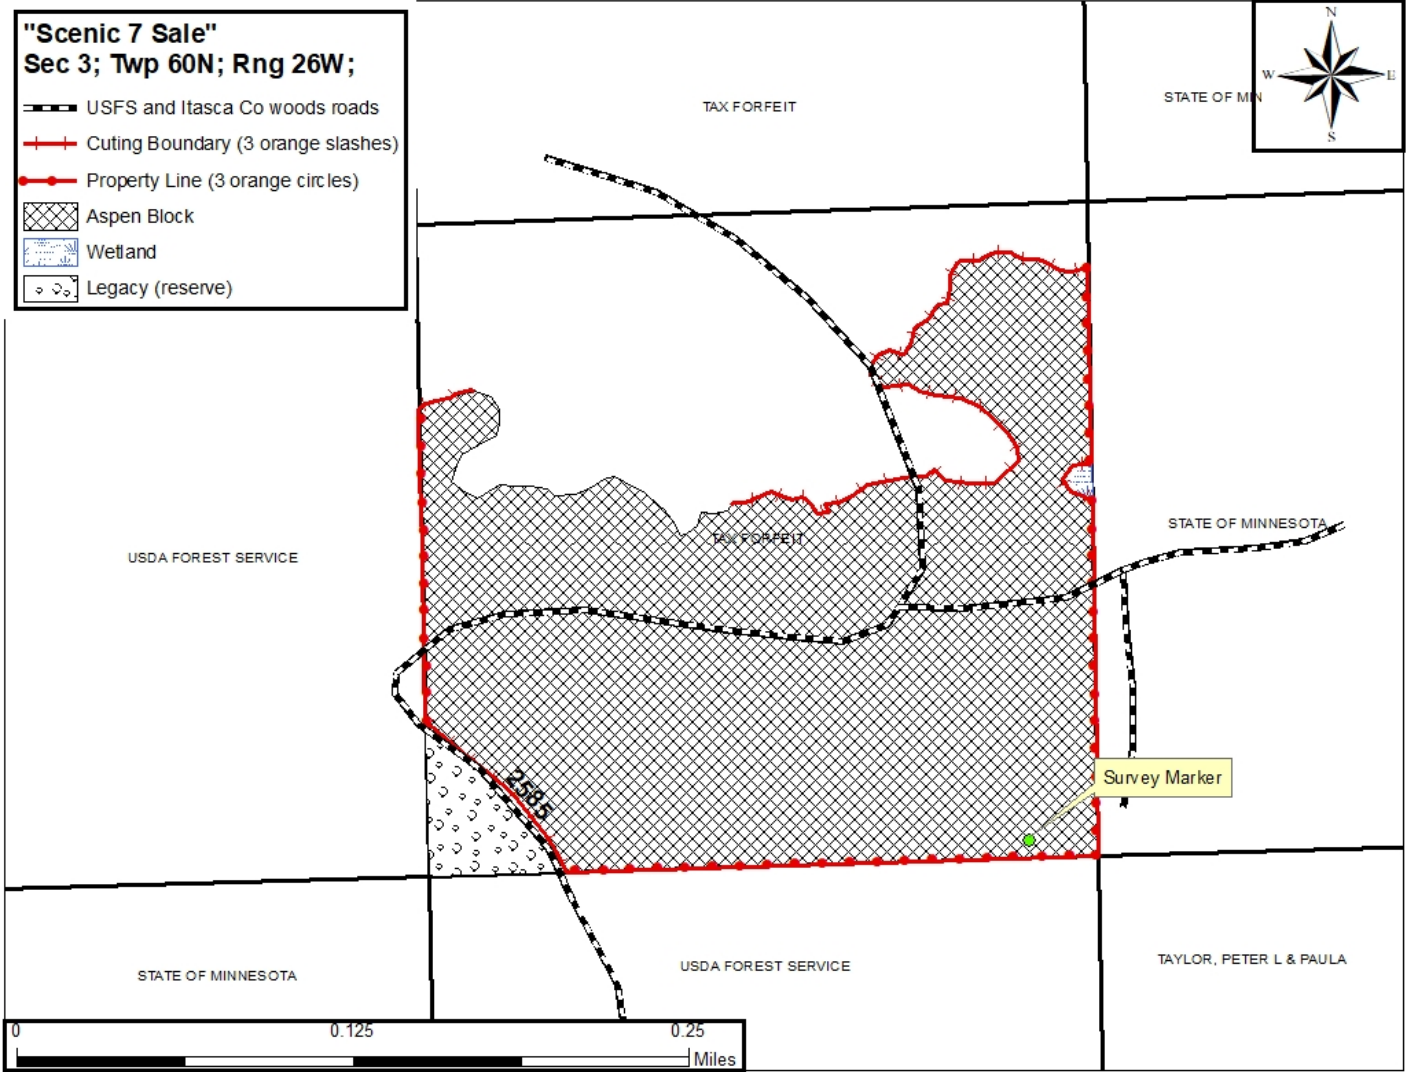 "Scenic 7 Sale"
Sec 3; Twp 60N; Rng 26W;
USFS and Itasca Co woods roads
Cuting Boundary (3 orange slashes)
Property Line (3 orange circles)
Aspen Block
Wetland
Legacy (reserve)
TAX FORFEIT
STATE OF MIN
N
W
E
S
STATE OF MINNESOTA
TAX FORFEIT
USDA FOREST SERVICE
2585
Survey Marker
STATE OF MINNESOTA
USDA FOREST SERVICE
TAYLOR, PETER L & PAULA
0
0.125
0.25
Miles